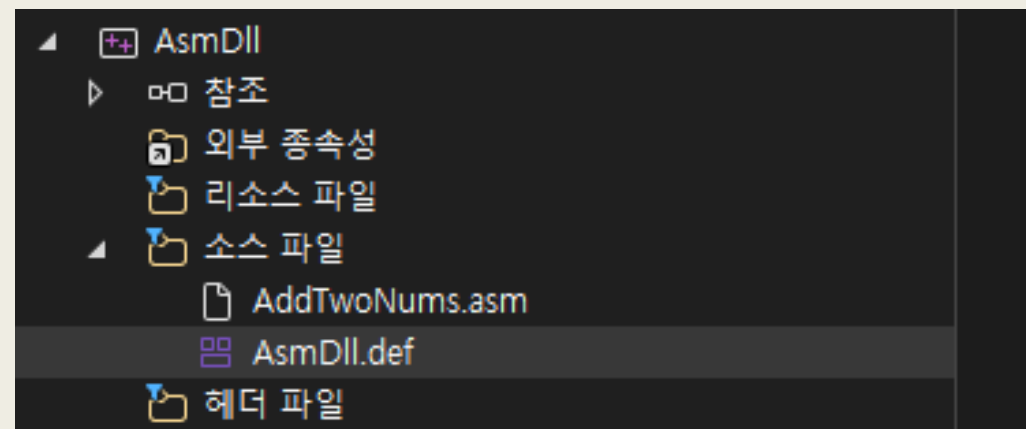 AsmDll
참조
외부 종속성
리소스 파일
소스 파일
AddTwoNums.asm
AsmDll.def
헤더 파일